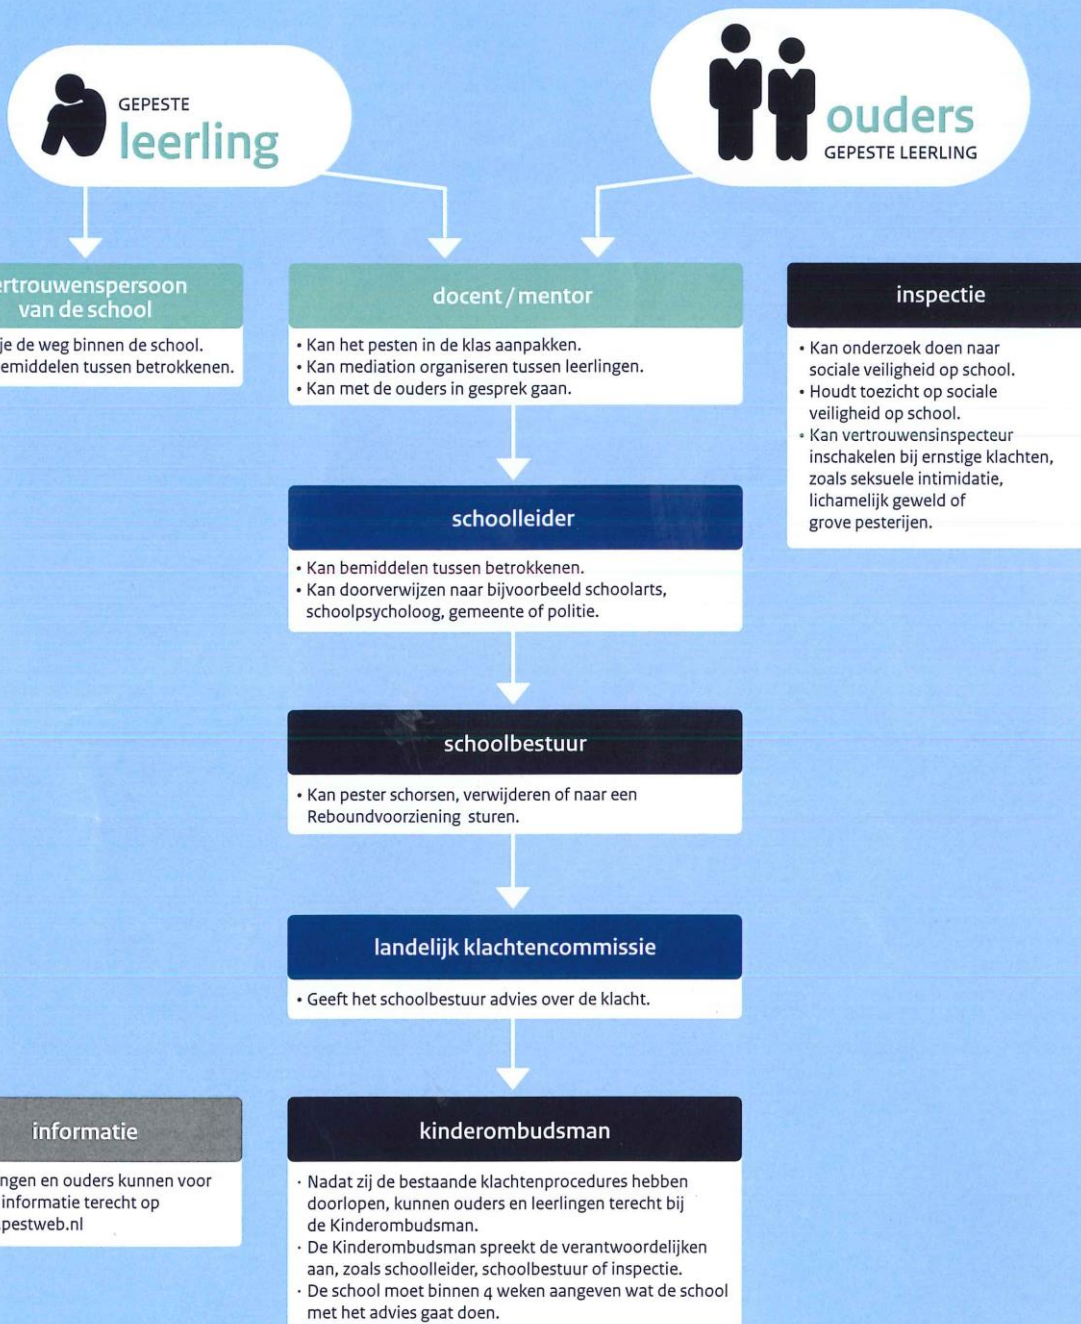 GEPESTE
leerling
ouders
GEPESTE LEERLING
van de school
je de weg binnen de school.
tussen betrokkenen.
docent / mentor
• Kan het pesten in de klas aanpakken.
• Kan mediation organiseren tussen leerlingen.
• Kan met de ouders in gesprek gaan.
inspectie
• Kan onderzoek doen naar
sociale veiligheid op school.
• Houdt toezicht op sociale
veiligheid op school.
• Kan vertrouwensinspecteur
inschakelen bij ernstige klachten,
zoals seksuele intimidatie,
lichamelijk geweld of
grove pesterijen.
schoolleider
• Kan bemiddelen tussen betrokkenen.
• Kan doorverwijzen naar bijvoorbeeld schoolarts,
schoolpsycholoog, gemeente of politie.
schoolbestuur
• Kan pester schorsen, verwijderen of naar een
Reboundvoorziening sturen.
landelijk klachtencommissie
• Geeft het schoolbestuur advies over de klacht.
informatie
en ouders kunnen voor
informatie terecht op
pestweb.nl
kinderombudsman
· Nadat zij de bestaande klachtenprocedures hebben
doorlopen, kunnen ouders en leerlingen terecht bij
de Kinderombudsman.
· De Kinderombudsman spreekt de verantwoordelijken
aan, zoals schoolleider, schoolbestuur of inspectie.
· De school moet binnen 4 weken aangeven wat de school
met het advies gaat doen.